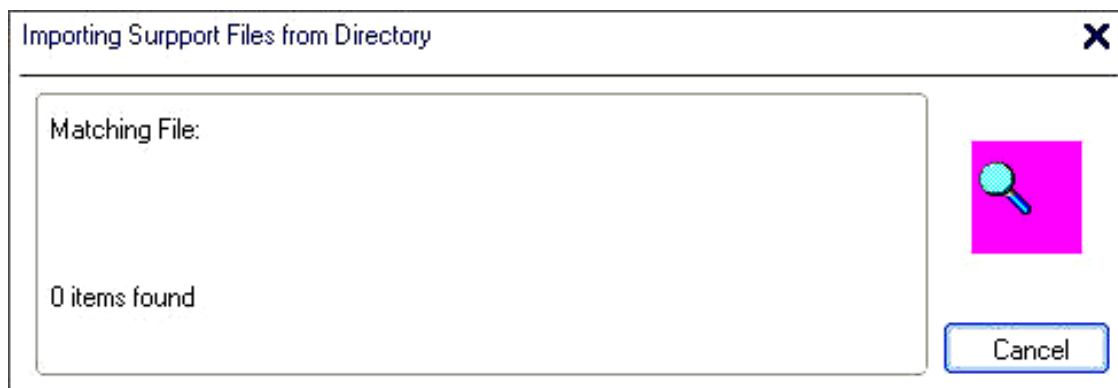 Importing Surpport Files from Directory
Matching File:
0 items found
Cancel